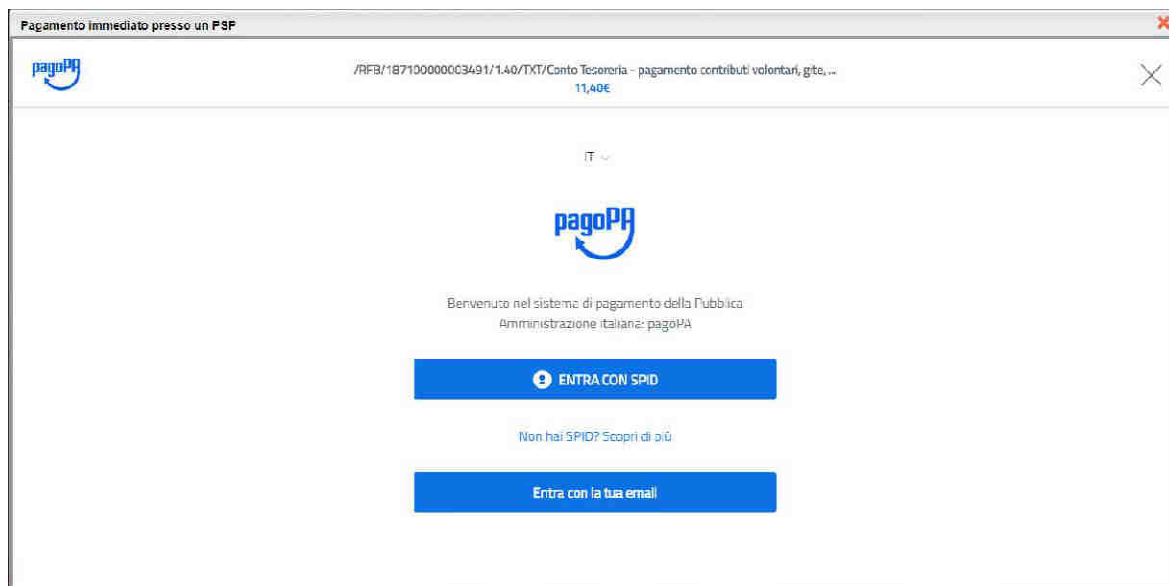 Pagamento immediato presso un PSP
pagoPA
/RFB/187100000003491/1.40/TXT/Conto Tesoreria - pagamento contributi volontari, gite, ...
11,40€
IT
pagoPA
Benvenuto nel sistema di pagamento della Pubblica
Amministrazione italiana: pagoPA
ENTRA CON SPID
Non hai SPID? Scopri di più
Entra con la tua email